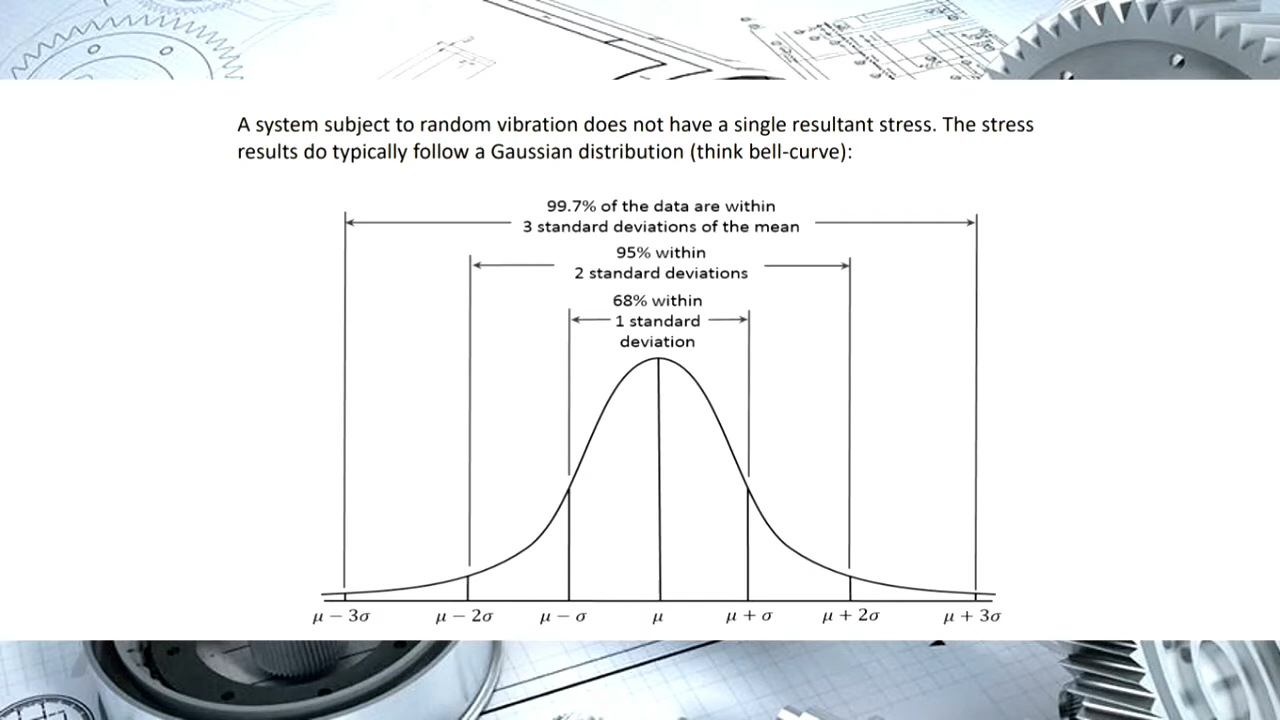 A system subject to random vibration does not have a single resultant stress. The stress
results do typically follow a Gaussian distribution (think bell-curve):
99.7% of the data are within
3 standard deviations of the mean
95% within
2 standard deviations
68% within
1 standard
deviation
μ − 3σ μ − 2σ μ − σ μ μ + σ μ + 2σ μ + 3σ